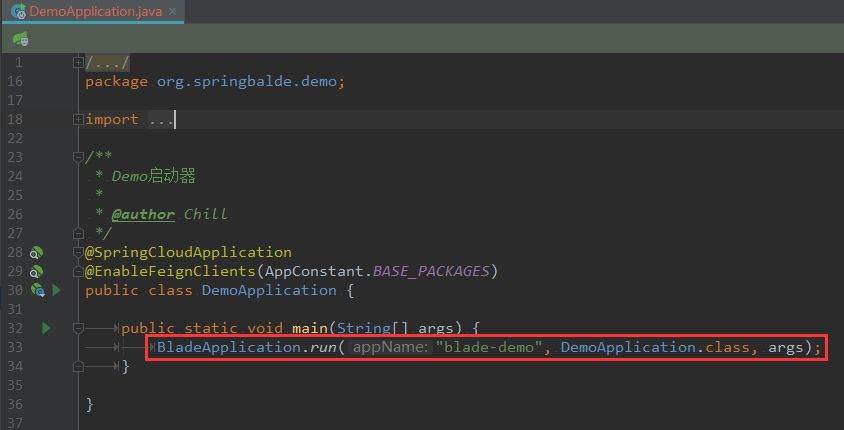 DemoApplication.java ×
1 /.../
16 package org.springbalde.demo;
17
18 import ...
22
23 /**
24 * Demo启动器
25 *
26 * @author Chill
27 */
28 @SpringCloudApplication
29 @EnableFeignClients(AppConstant.BASE_PACKAGES)
30 public class DemoApplication {
31
32 public static void main(String[] args) {
33 BladeApplication.run( appName: "blade-demo", DemoApplication.class, args);
34 }
35
36 }
37